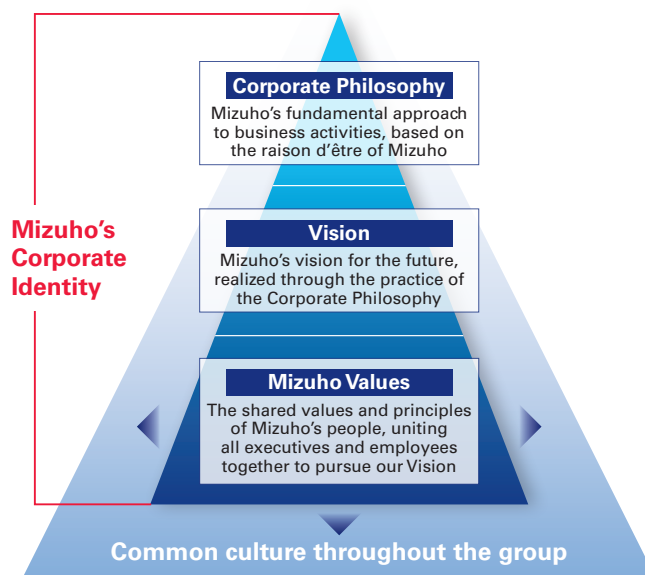 Corporate Philosophy
Mizuho's fundamental approach
to business activities, based on
the raison d'être of Mizuho
Mizuho's
Corporate
Identity
Vision
Mizuho's vision for the future,
realized through the practice of
the Corporate Philosophy
Mizuho Values
The shared values and principles
of Mizuho's people, uniting
all executives and employees
together to pursue our Vision
Common culture throughout the group